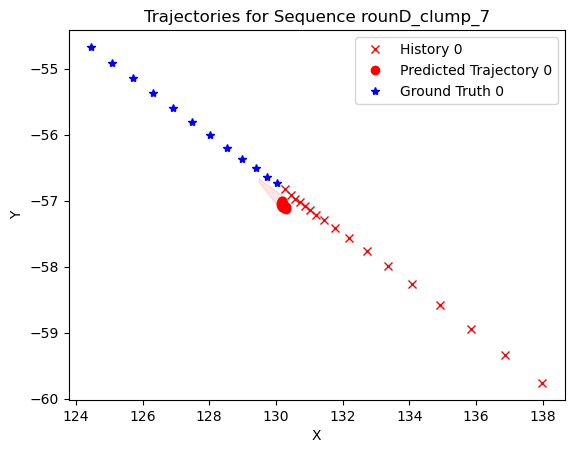 Trajectories for Sequence rounD_clump_7
History 0
Predicted Trajectory 0
Ground Truth 0
Y
−55
−56
−57
−58
−59
−60
124
126
128
130
132
134
136
138
X